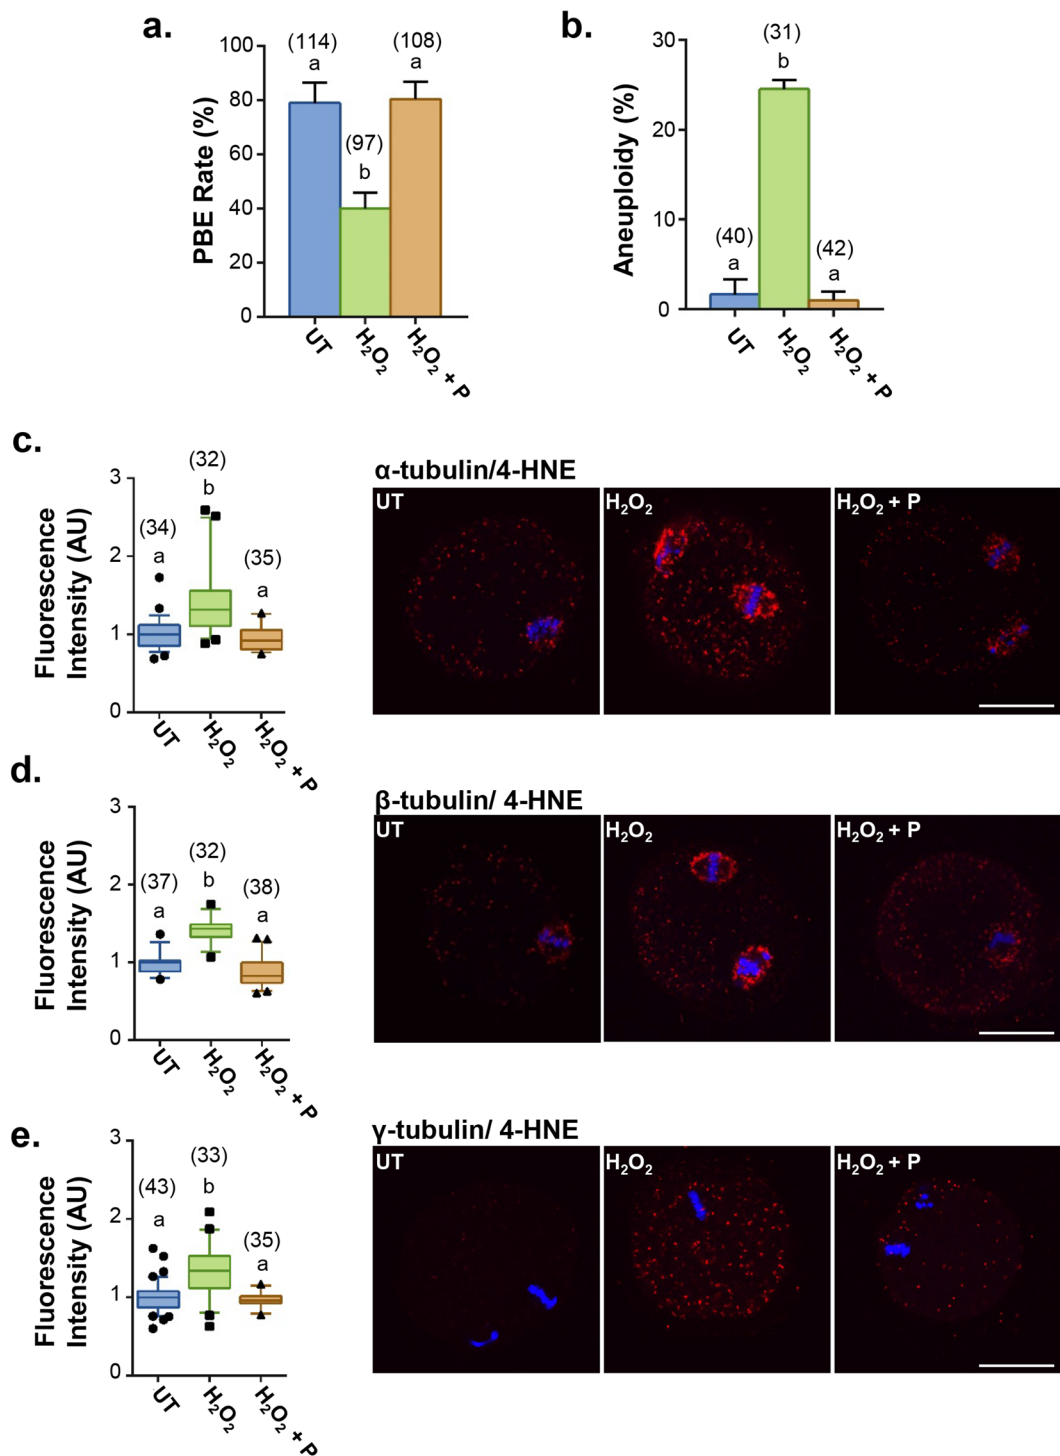 a.
PBE Rate (%)
100
80
60
40
20
0
(114)
a
(97)
b
(108)
a
UT
H₂O₂
H₂O₂ + P
b.
Aneuploidy (%)
30
20
10
0
(40)
a
(31)
b
(42)
a
UT
H₂O₂
H₂O₂ + P
c.
Fluorescence
Intensity (AU)
3
2
1
0
(34)
a
(32)
b
(35)
a
UT
H₂O₂
H₂O₂ + P
α-tubulin/4-HNE
UT
H₂O₂
H₂O₂ + P
d.
Fluorescence
Intensity (AU)
3
2
1
0
(37)
a
(32)
b
(38)
a
UT
H₂O₂
H₂O₂ + P
β-tubulin/ 4-HNE
UT
H₂O₂
H₂O₂ + P
e.
Fluorescence
Intensity (AU)
3
2
1
0
(43)
a
(33)
b
(35)
a
UT
H₂O₂
H₂O₂ + P
γ-tubulin/ 4-HNE
UT
H₂O₂
H₂O₂ + P